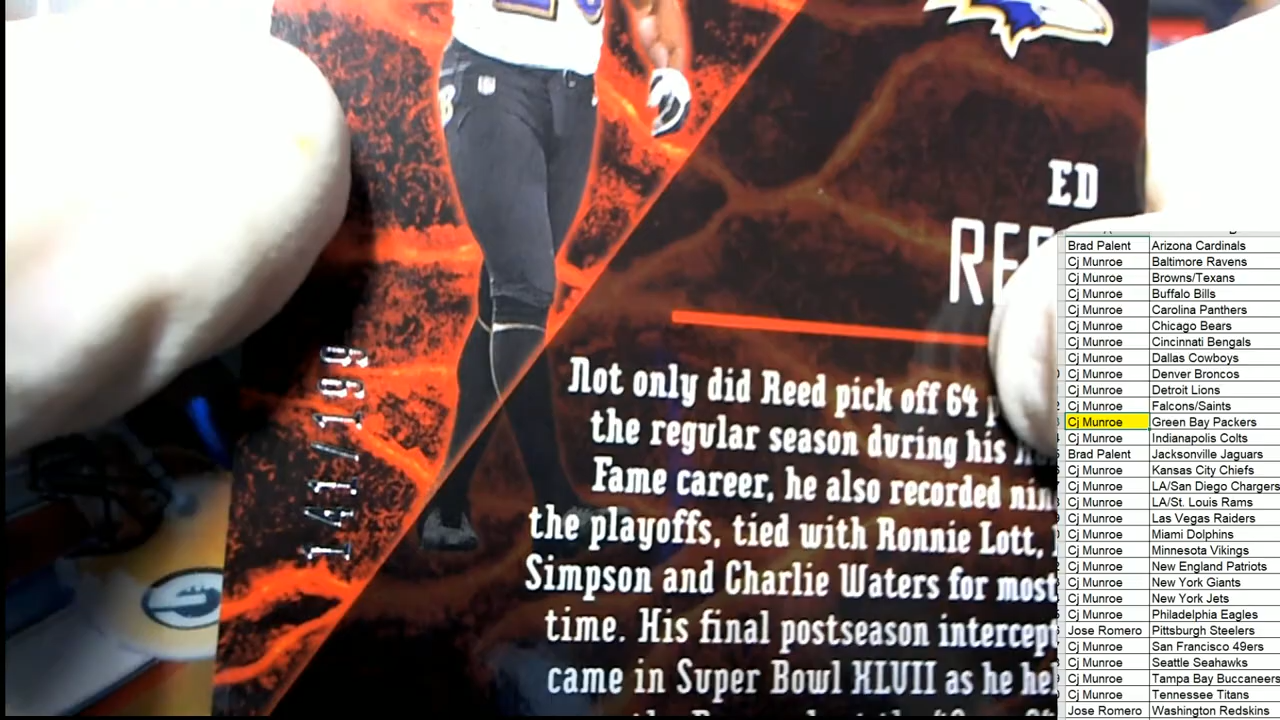 ED
141/199
Not only did Reed pick off 64
the regular season during his
Fame career, he also recorded
the playoffs, tied with Ronnie Lott,
Simpson and Charlie Waters for most
time. His final postseason
came in Super Bowl XLVII as he
Brad Palent Arizona Cardinals
Cj Munroe Baltimore Ravens
Cj Munroe Browns/Texans
Cj Munroe Buffalo Bills
Cj Munroe Carolina Panthers
Cj Munroe Chicago Bears
Cj Munroe Cincinnati Bengals
Cj Munroe Dallas Cowboys
Cj Munroe Denver Broncos
Cj Munroe Detroit Lions
Cj Munroe Falcons/Saints
Cj Munroe Green Bay Packers
Cj Munroe Indianapolis Colts
Brad Palent Jacksonville Jaguars
Cj Munroe Kansas City Chiefs
Cj Munroe LA/San Diego Chargers
Cj Munroe LA/St. Louis Rams
Cj Munroe Las Vegas Raiders
Cj Munroe Miami Dolphins
Cj Munroe Minnesota Vikings
Cj Munroe New England Patriots
Cj Munroe New York Giants
Cj Munroe New York Jets
Cj Munroe Philadelphia Eagles
Jose Romero Pittsburgh Steelers
Cj Munroe San Francisco 49ers
Cj Munroe Seattle Seahawks
Cj Munroe Tampa Bay Buccaneers
Cj Munroe Tennessee Titans
Jose Romero Washington Redskins